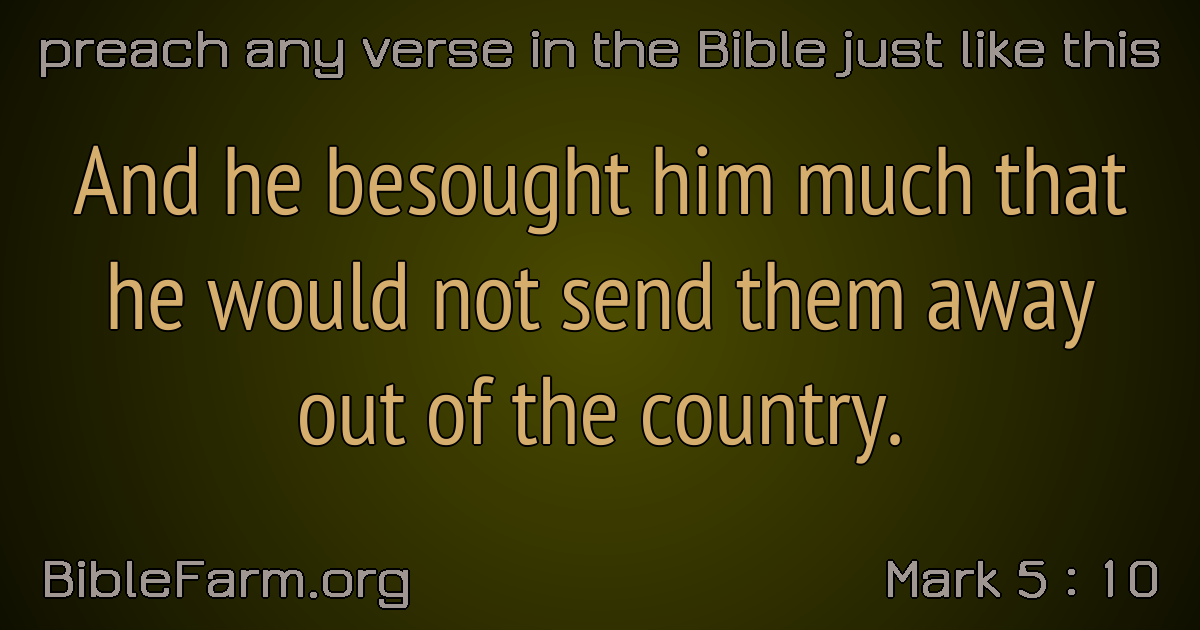 preach any verse in the Bible just like this
And he besought him much that
he would not send them away
out of the country.
BibleFarm.org
Mark 5 : 10